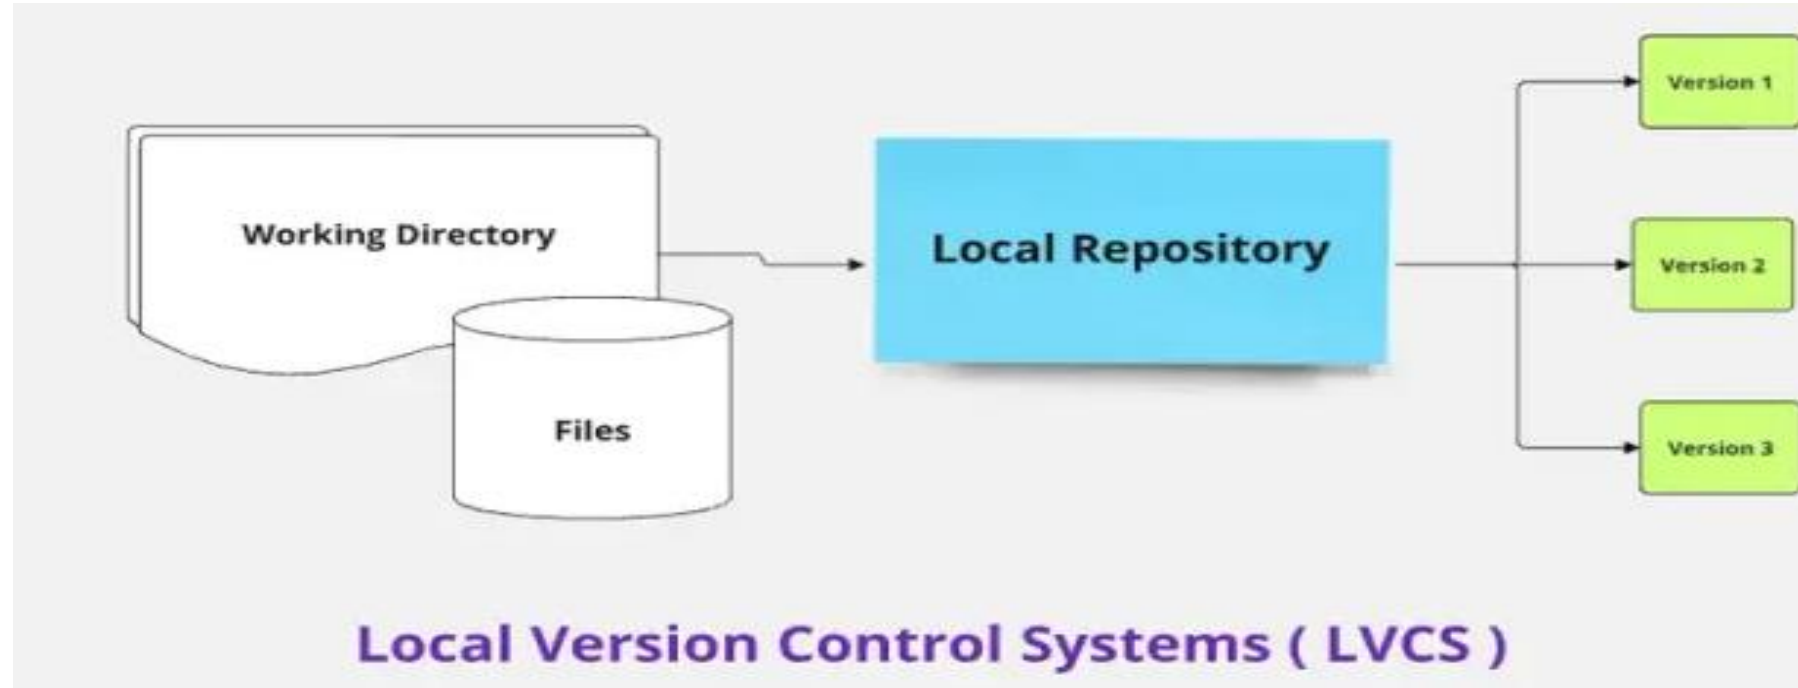 Working Directory
Files
Local Repository
Version 1
Version 2
Version 3
Local Version Control Systems ( LVCS )